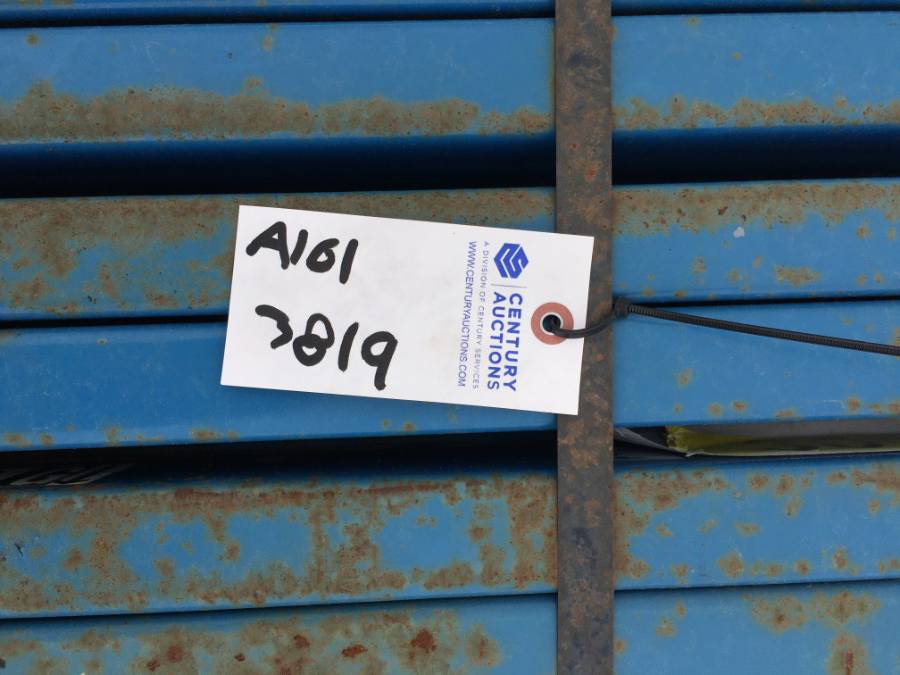 A161
3819
CENTURY
AUCTIONS
A DIVISION OF CENTURY SERVICES
WWW.CENTURYAUCTIONS.COM